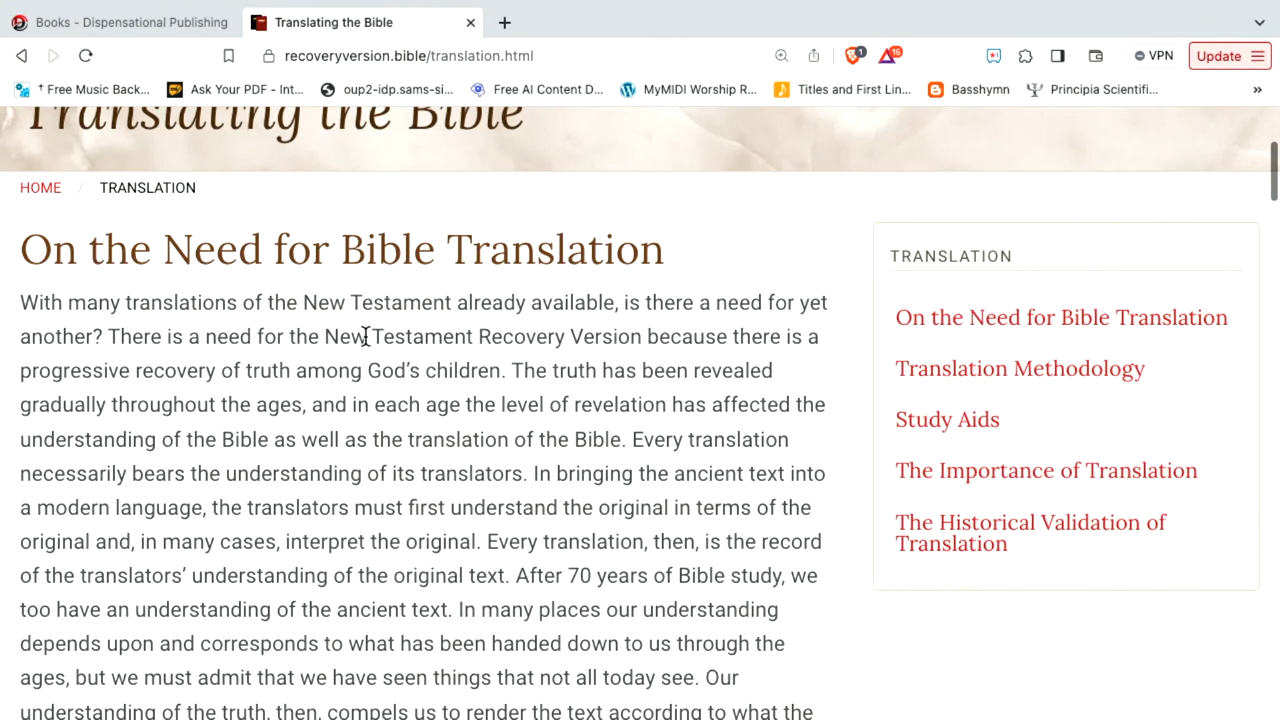 Books - Dispensational Publishing
Translating the Bible
recoveryversion.bible/translation.html
1
15
VPN
Update
† Free Music Back...
Ask Your PDF - Int...
oup2-idp.sams-si...
Free AI Content D...
MyMIDI Worship R...
Titles and First Lin...
Basshymn
Principia Scientifi...
»
Translating the Bible
HOME / TRANSLATION
On the Need for Bible Translation
With many translations of the New Testament already available, is there a need for yet
another? There is a need for the New Testament Recovery Version because there is a
progressive recovery of truth among God’s children. The truth has been revealed
gradually throughout the ages, and in each age the level of revelation has affected the
understanding of the Bible as well as the translation of the Bible. Every translation
necessarily bears the understanding of its translators. In bringing the ancient text into
a modern language, the translators must first understand the original in terms of the
original and, in many cases, interpret the original. Every translation, then, is the record
of the translators’ understanding of the original text. After 70 years of Bible study, we
too have an understanding of the ancient text. In many places our understanding
depends upon and corresponds to what has been handed down to us through the
ages, but we must admit that we have seen things that not all today see. Our
understanding of the truth, then, compels us to render the text according to what the
TRANSLATION
On the Need for Bible Translation
Translation Methodology
Study Aids
The Importance of Translation
The Historical Validation of
Translation